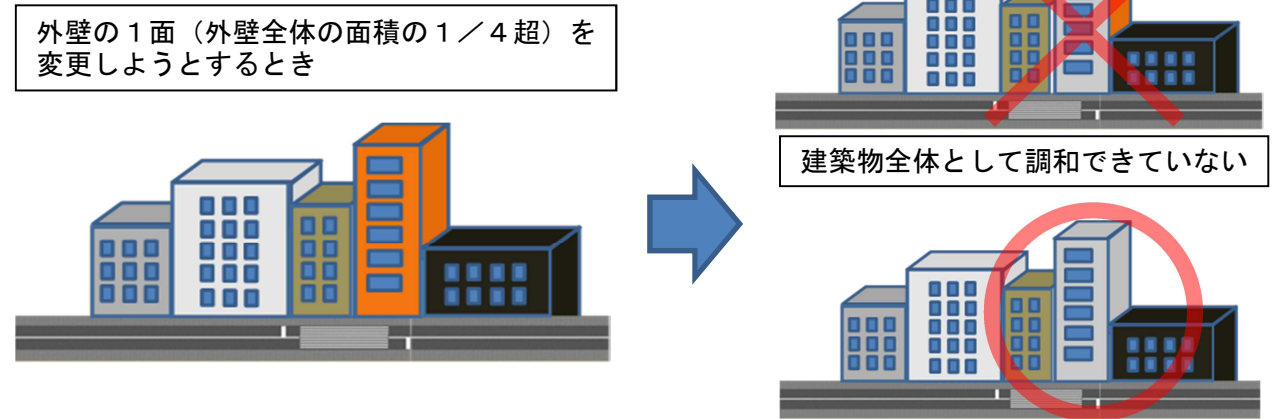 外壁の１面（外壁全体の面積の１／４超）を
変更しようとするとき
建築物全体として調和できていない